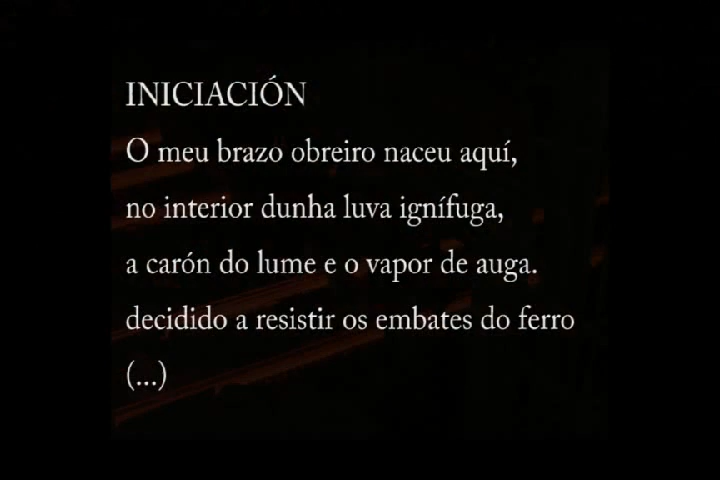 INICIACIÓN
O meu brazo obreiro naceu aquí,
no interior dunha luva ignífuga,
a carón do lume e o vapor de auga.
decidido a resistir os embates do ferro
(...)